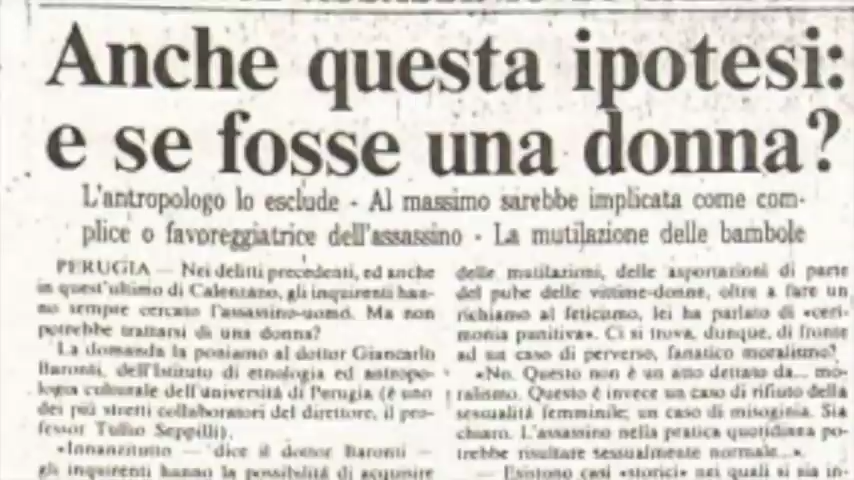 Anche questa ipotesi:
e se fosse una donna?
L'antropologo lo esclude - Al massimo sarebbe implicata come com-
plice o favoreggiatrice dell'assassino - La mutilazione delle bambole
PERUGIA — Nei delitti precedenti, ed anche
in quest'ultimo di Calenzano, gli inquirenti han-
no sempre cercato l'assassino-uomo. Ma non
potrebbe trattarsi di una donna?
La domanda la poniamo al dottor Giancarlo
Baronti, dell'Istituto di etnologia ed antropo-
logia culturale dell'università di Perugia (è uno
dei più stretti collaboratori del direttore, il pro-
fessor Tullio Seppilli).
«Innanzitutto — dice il dottor Baronti —
gli inquirenti hanno la possibilità di acquisire
delle mutilazioni, delle asportazioni di parte
del pube delle vittime-donne, oltre a fare un
richiamo al feticismo, lei ha parlato di «ceri-
monia punitiva». Ci si trova, dunque, di fronte
ad un caso di perverso, fanatico moralismo?
«No. Questo non è un atto dettato da... mo-
ralismo. Questo è invece un caso di rifiuto della
sessualità femminile; un caso di misoginia. Sia
chiaro. L'assassino nella pratica quotidiana po-
trebbe risultare sessualmente normale...».
— Esistono casi «storici» nei quali si sia in-